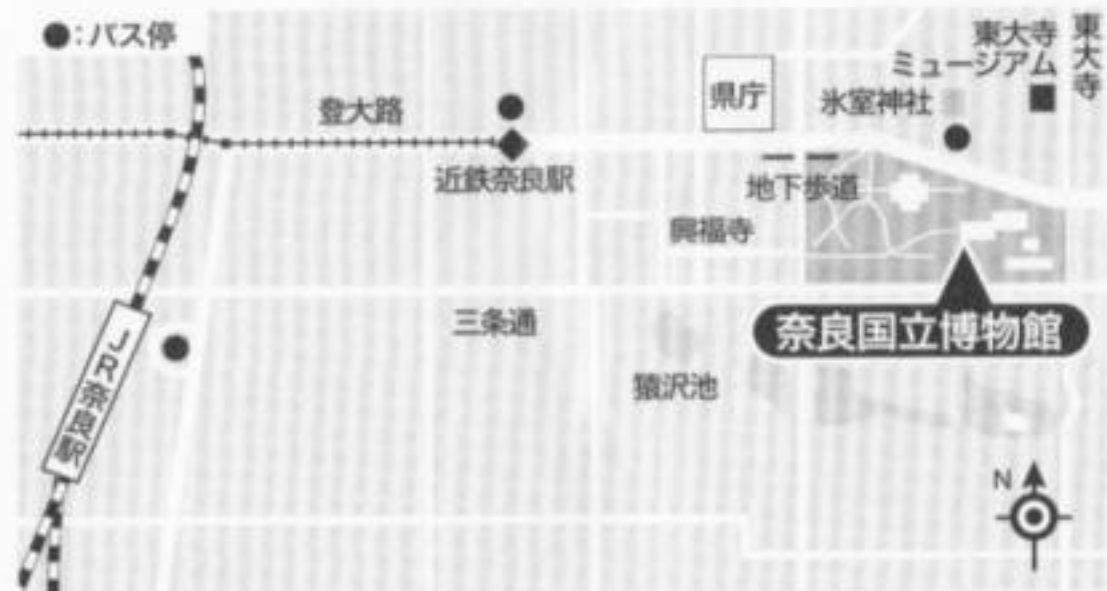 ●:バス停
東大寺
ミュージアム
東大寺
県庁
氷室神社
登大路
近鉄奈良駅
地下歩道
興福寺
三条通
奈良国立博物館
JR奈良駅
猿沢池
N